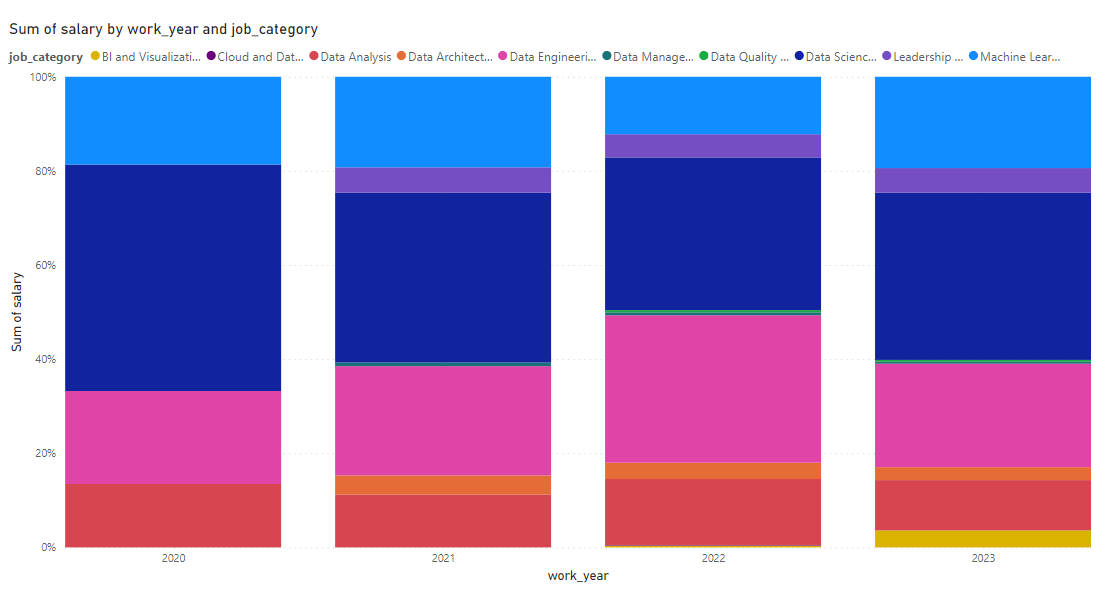 Sum of salary by work_year and job_category
job_category BI and Visualizati... Cloud and Dat... Data Analysis Data Architect... Data Engineeri... Data Manage... Data Quality ... Data Scienc... Leadership ... Machine Lear...
100%
80%
60%
40%
20%
0%
Sum of salary
2020 2021 2022 2023
work_year